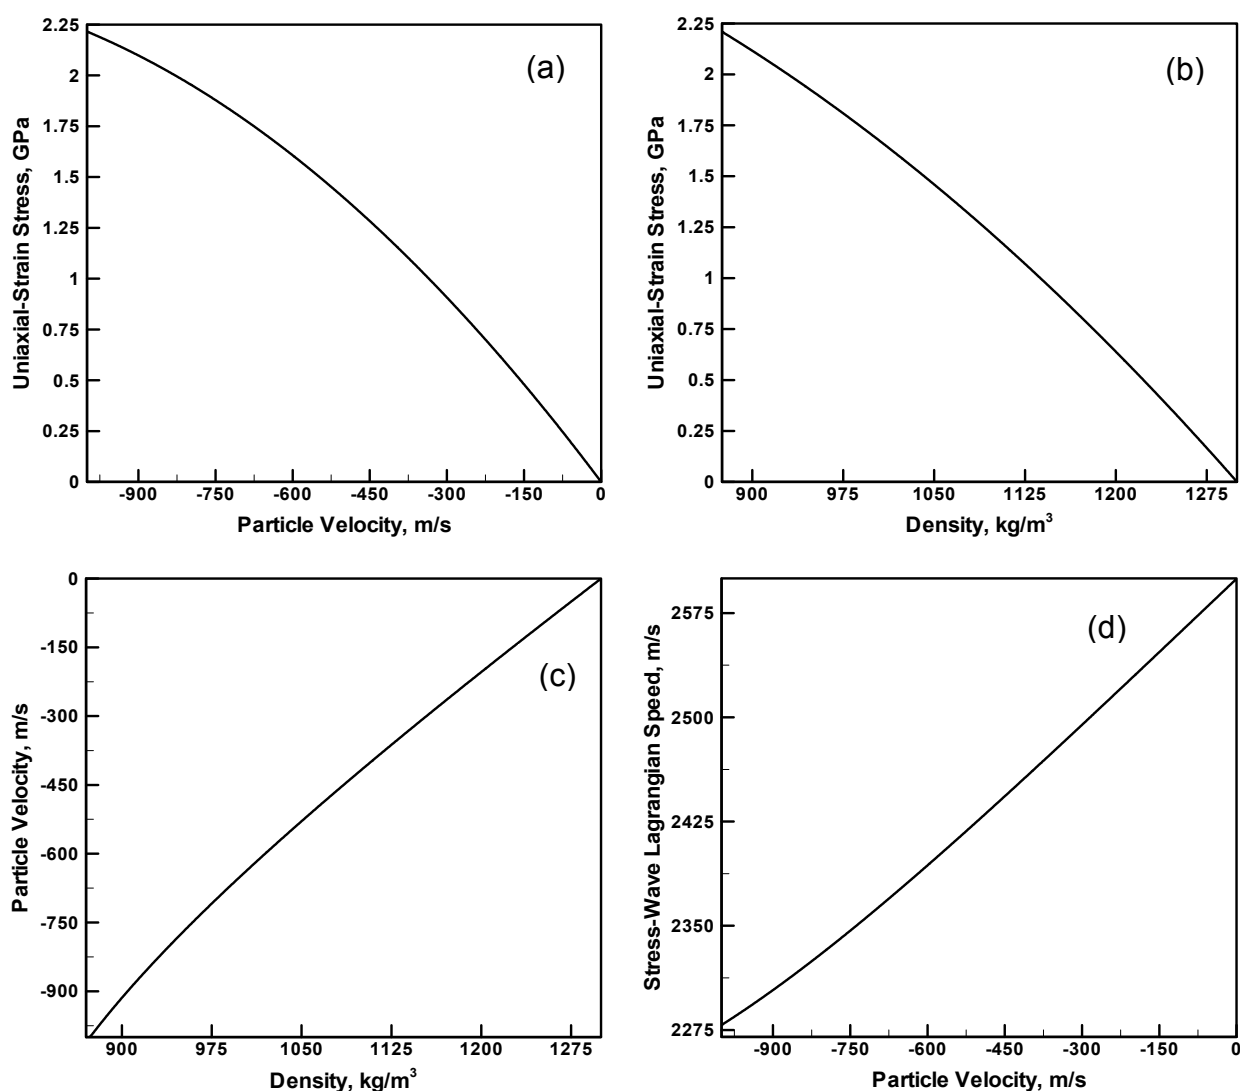 (a)
Uniaxial-Strain Stress, GPa
2.25
2
1.75
1.5
1.25
1
0.75
0.5
0.25
0
-900 -750 -600 -450 -300 -150 0
Particle Velocity, m/s
(b)
Uniaxial-Strain Stress, GPa
2.25
2
1.75
1.5
1.25
1
0.75
0.5
0.25
0
900 975 1050 1125 1200 1275
Density, kg/m³
(c)
Particle Velocity, m/s
0
-150
-300
-450
-600
-750
-900
900 975 1050 1125 1200 1275
Density, kg/m³
(d)
Stress-Wave Lagrangian Speed, m/s
2575
2500
2425
2350
2275
-900 -750 -600 -450 -300 -150 0
Particle Velocity, m/s